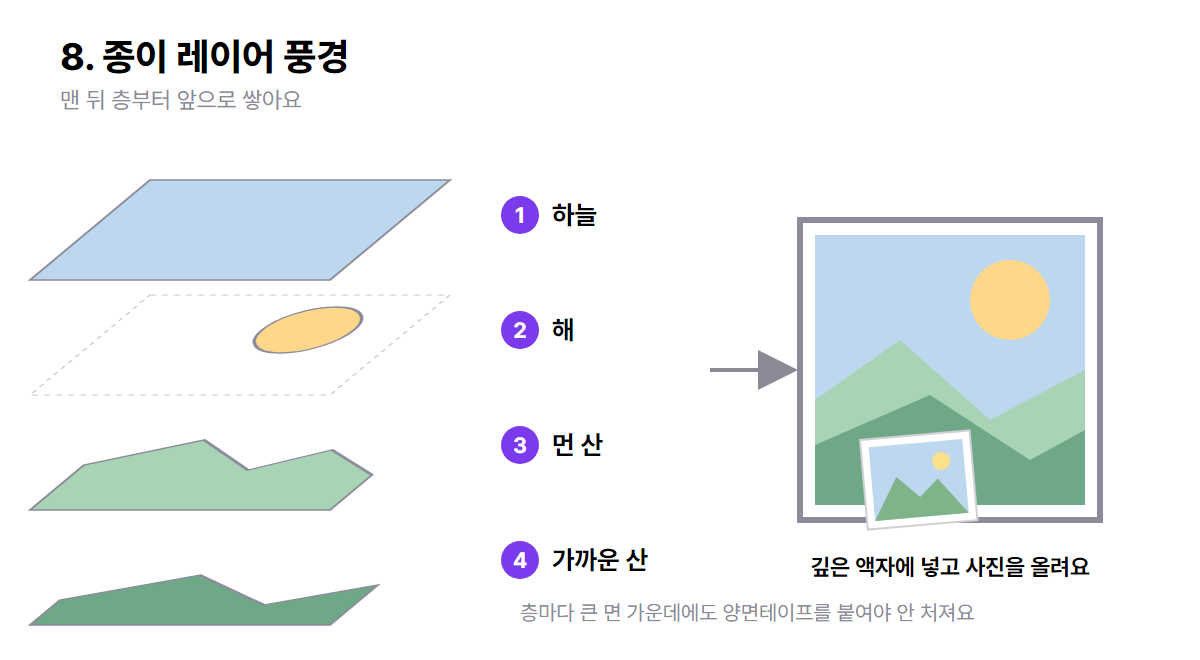 8. 종이 레이어 풍경
맨 뒤 층부터 앞으로 쌓아요
1 하늘
2 해
3 먼 산
4 가까운 산
깊은 액자에 넣고 사진을 올려요
층마다 큰 면 가운데에도 양면테이프를 붙여야 안 처져요